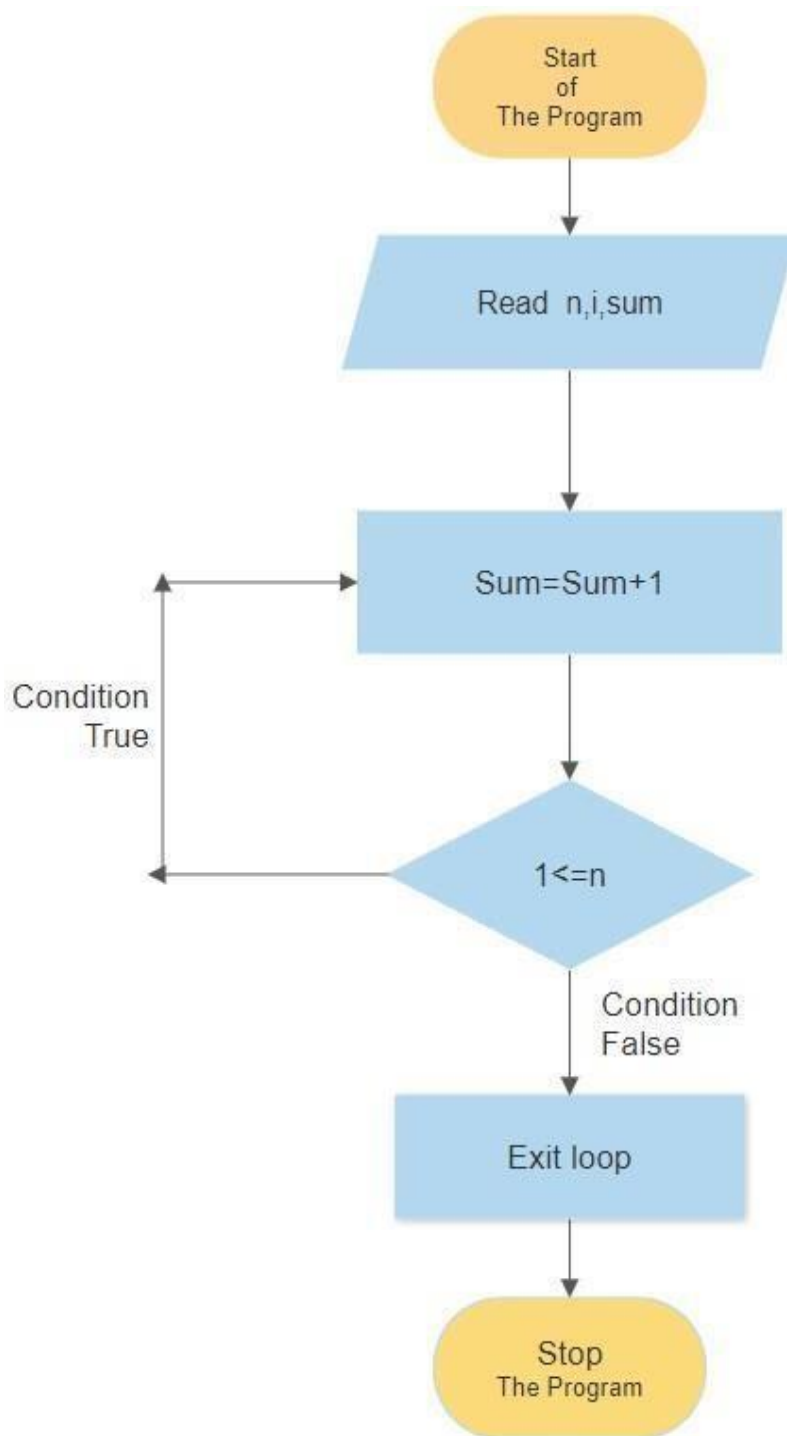 Start
of
The Program
Read n,i,sum
Sum=Sum+1
Condition
True
1<=n
Condition
False
Exit loop
Stop
The Program